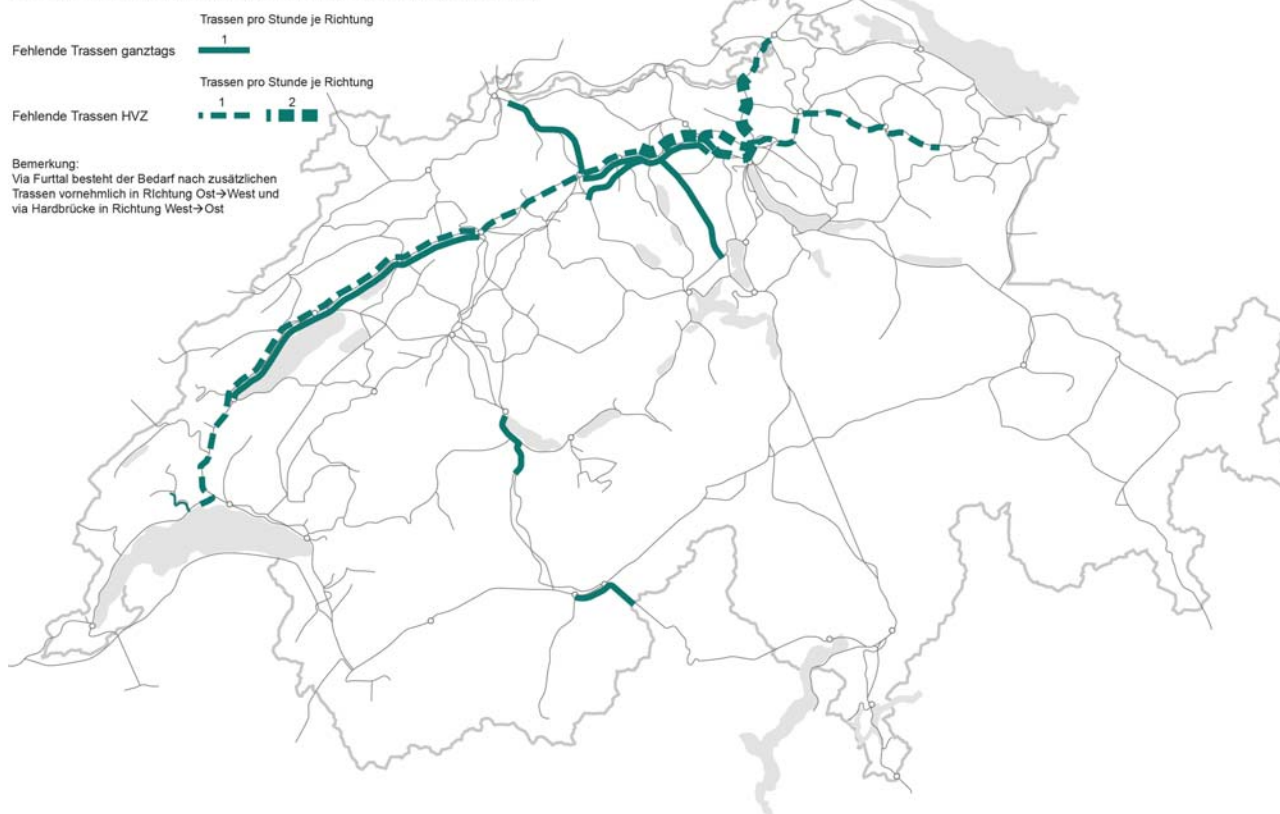 Trassen pro Stunde je Richtung
1
Fehlende Trassen ganztags
Trassen pro Stunde je Richtung
1 2
Fehlende Trassen HVZ
Bemerkung:
Via Furttal besteht der Bedarf nach zusätzlichen
Trassen vornehmlich in RIchtung Ost→West und
via Hardbrücke in Richtung West→Ost